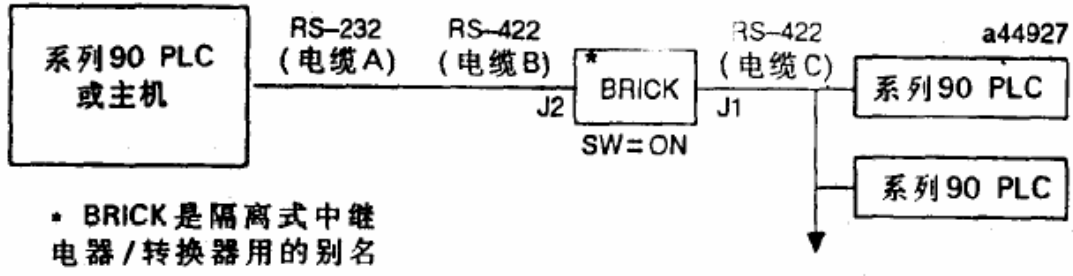 RS-232
(电缆A)
RS-422
(电缆B)
RS-422
(电缆C)
a44927
系列90 PLC
或主机
*
BRICK
J2
J1
SW=ON
系列90 PLC
系列90 PLC
* BRICK是隔离式中继
电器/转换器用的别名